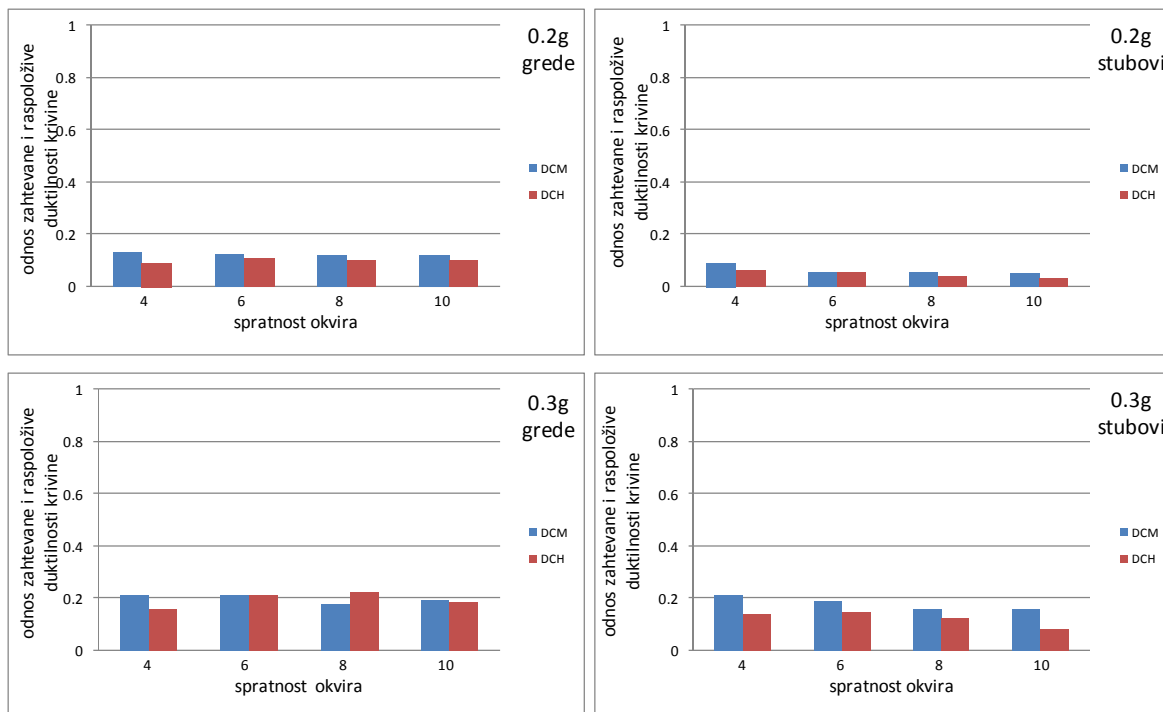 odnos zahtevane i raspoložive
duktilnosti krivine
1
0.8
0.6
0.4
0.2
0
4
6
8
10
spratnost okvira
0.2g
grede
DCM
DCH
odnos zahtevane i raspoložive
duktilnosti krivine
1
0.8
0.6
0.4
0.2
0
4
6
8
10
spratnost okvira
0.2g
stubovi
DCM
DCH
odnos zahtevane i raspoložive
duktilnosti krivine
1
0.8
0.6
0.4
0.2
0
4
6
8
10
spratnost okvira
0.3g
grede
DCM
DCH
odnos zahtevane i raspoložive
duktilnosti krivine
1
0.8
0.6
0.4
0.2
0
4
6
8
10
spratnost okvira
0.3g
stubovi
DCM
DCH